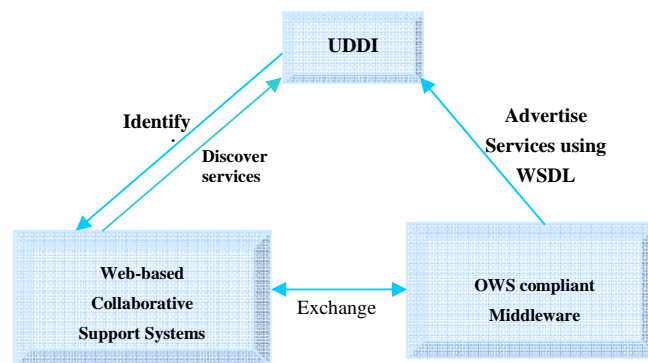 UDDI
Identify
.
Discover
services
Advertise
Services using
WSDL
Web-based
Collaborative
Support Systems
Exchange
OWS compliant
Middleware